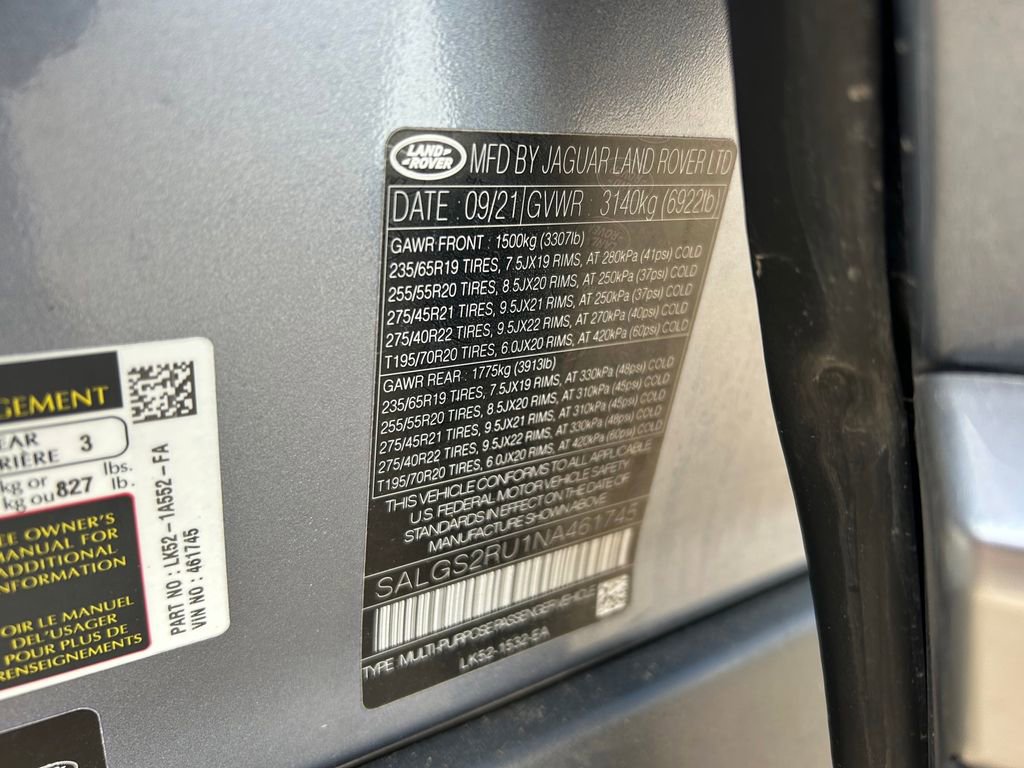 LAND ROVER MFD BY JAGUAR LAND ROVER LTD
DATE 09/21 GVWR 3140kg (6922lb)
GAWR FRONT : 1500kg (3307lb)
235/65R19 TIRES, 7.5JX19 RIMS, AT 280kPa (41psi) COLD
255/55R20 TIRES, 8.5JX20 RIMS, AT 250kPa (37psi) COLD
275/45R21 TIRES, 9.5JX21 RIMS, AT 250kPa (37psi) COLD
275/40R22 TIRES, 9.5JX22 RIMS, AT 270kPa (40psi) COLD
T195/70R20 TIRES, 6.0JX20 RIMS, AT 420kPa (60psi) COLD
GAWR REAR : 1775kg (3913lb)
235/65R19 TIRES, 7.5JX19 RIMS, AT 330kPa (48psi) COLD
255/55R20 TIRES, 8.5JX20 RIMS, AT 310kPa (45psi) COLD
275/45R21 TIRES, 9.5JX21 RIMS, AT 310kPa (45psi) COLD
275/40R22 TIRES, 9.5JX22 RIMS, AT 330kPa (48psi) COLD
T195/70R20 TIRES, 6.0JX20 RIMS, AT 420kPa (60psi) COLD
THIS VEHICLE CONFORMS TO ALL APPLICABLE
U.S. FEDERAL MOTOR VEHICLE SAFETY
STANDARDS IN EFFECT ON THE DATE OF
MANUFACTURE SHOWN ABOVE
SALGS2RU1NA461745
TYPE MULTI-PURPOSE PASSENGER VEHICLE
LK52-1532-EA
GEMENT
EAR
RIÈRE 3
kg or lbs.
kg ou 827 lb.
EE OWNER'S
MANUAL FOR
ADDITIONAL
NFORMATION
OIR LE MANUEL
DEL'USAGER
POUR PLUS DE
RENSEIGNEMENTS
PART NO : LK52-1A552-FA
VIN NO : 461745